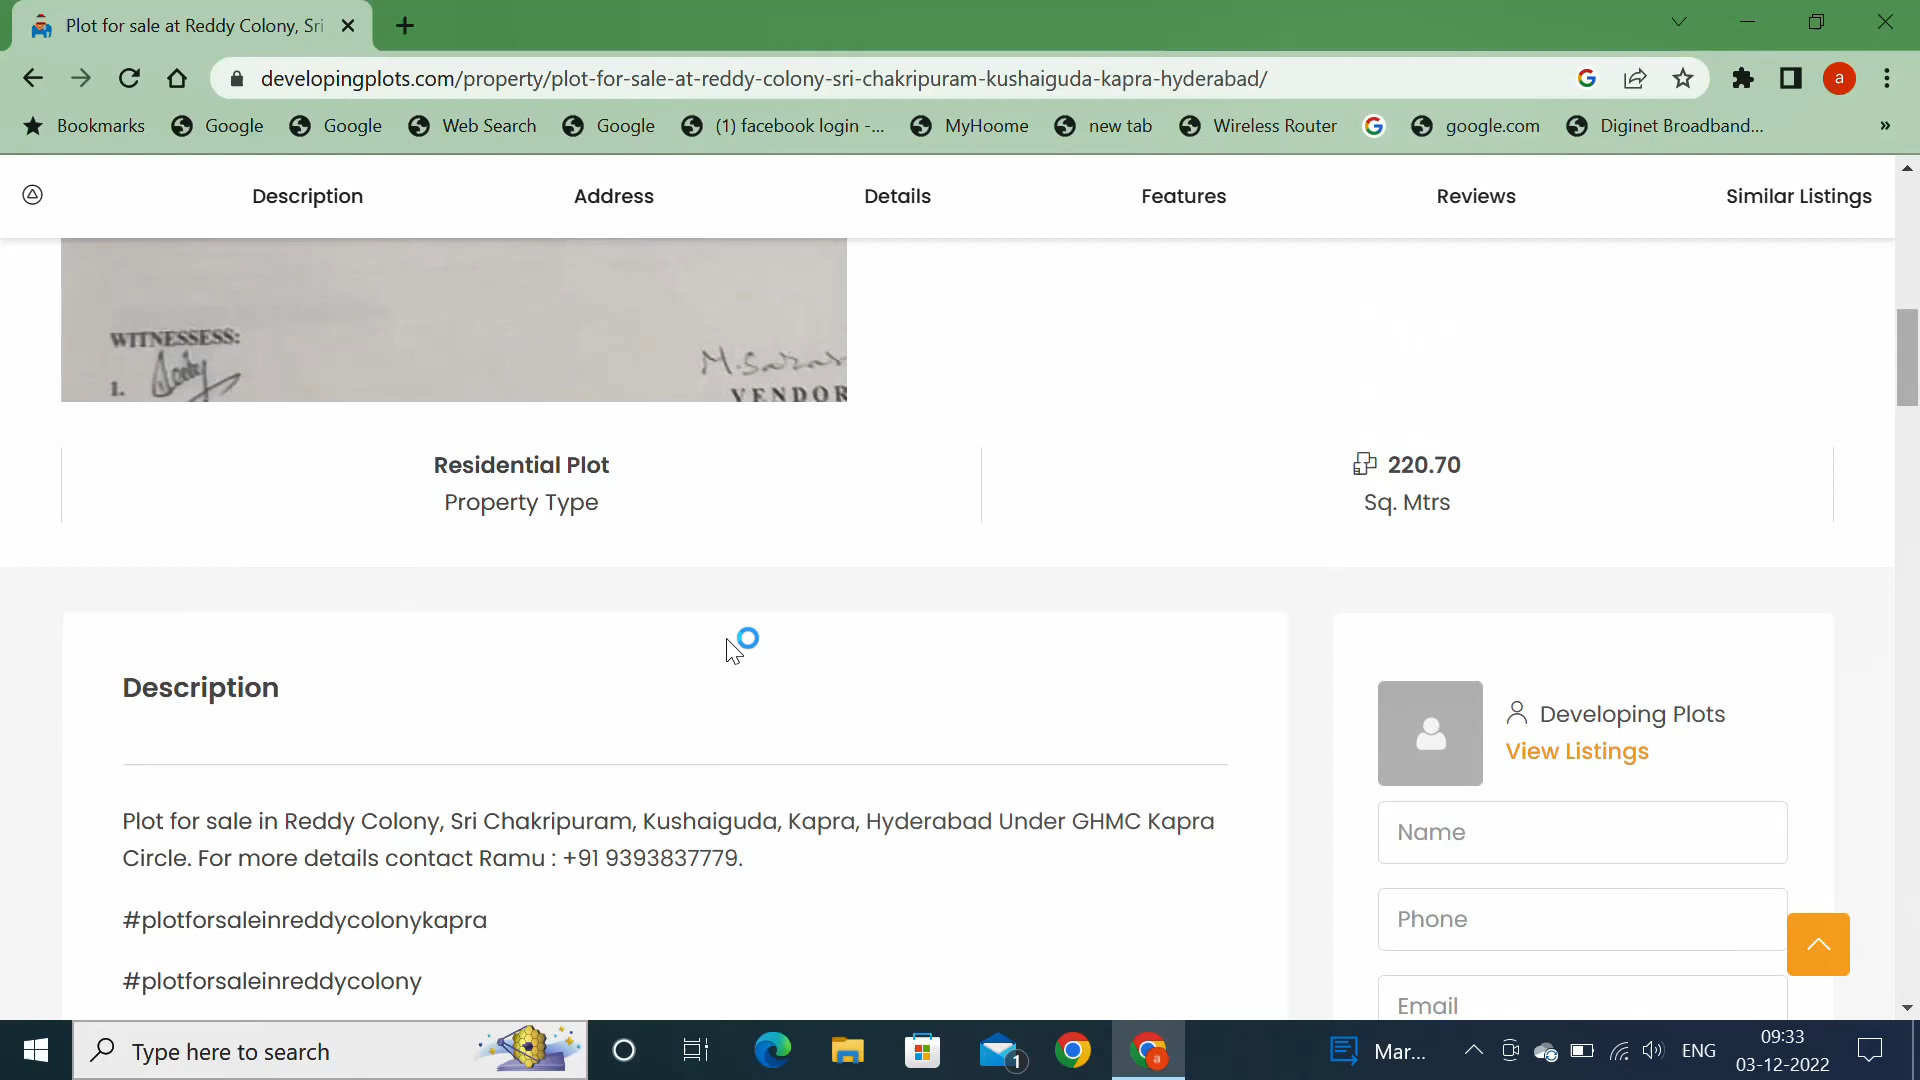 Plot for sale at Reddy Colony, Sri
developingplots.com/property/plot-for-sale-at-reddy-colony-sri-chakripuram-kushaiguda-kapra-hyderabad/
a
Bookmarks Google Google Web Search Google (1) facebook login -... MyHoome new tab Wireless Router google.com Diginet Broadband... »
Description Address Details Features Reviews Similar Listings
WITNESSESS:
1.
VENDOR
Residential Plot
Property Type
220.70
Sq. Mtrs
Description
Plot for sale in Reddy Colony, Sri Chakripuram, Kushaiguda, Kapra, Hyderabad Under GHMC Kapra
Circle. For more details contact Ramu : +91 9393837779.
#plotforsaleinreddycolonykapra
#plotforsaleinreddycolony
Developing Plots
View Listings
Name
Phone
Email
Type here to search
1
a
Mar...
ENG
09:33
03-12-2022